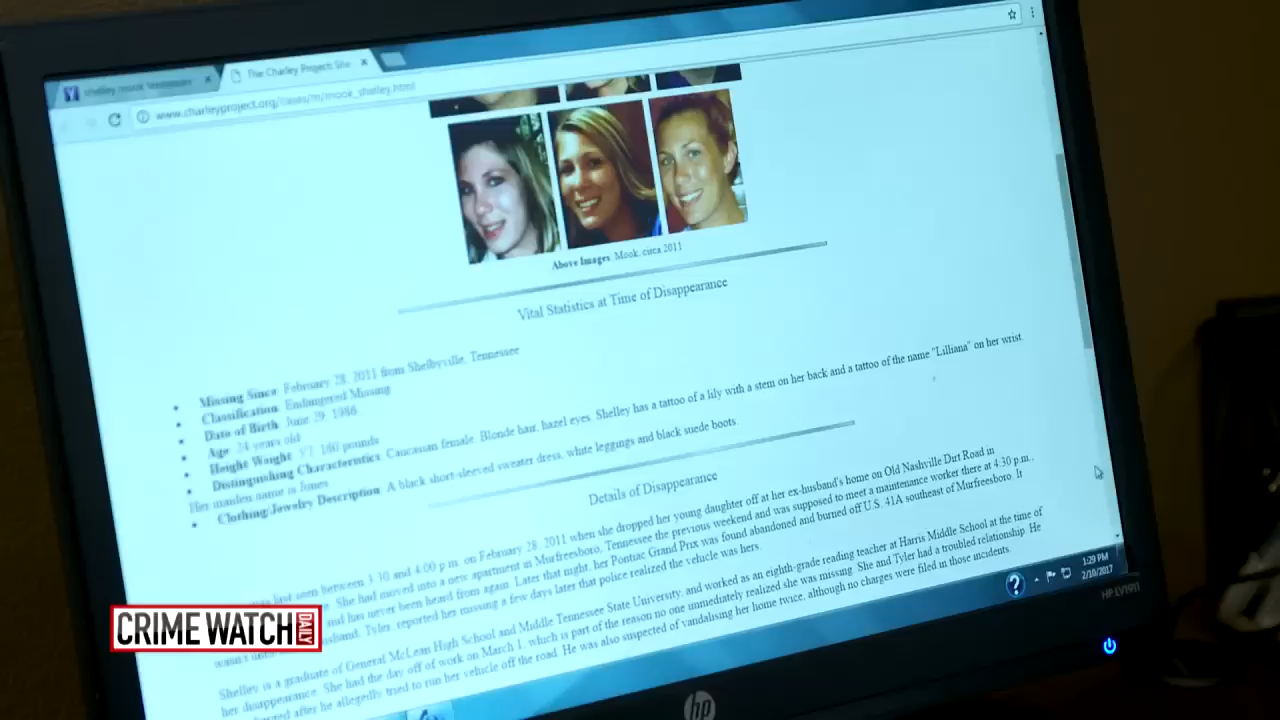 shelley mook
The Charley Project Site
www.charleyproject.org/cases/m/mook_shelley.html
Above Images: Mook, circa 2011
Vital Statistics at Time of Disappearance
Missing Since: February 28, 2011 from Shelbyville, Tennessee
Classification: Endangered Missing
Date of Birth: June 29, 1986
Age: 24 years old
Height Weight: 5'7, 160 pounds
Distinguishing Characteristics: Caucasian female. Blonde hair, hazel eyes. Shelley has a tattoo of a lily with a stem on her back and a tattoo of the name "Lilliana" on her wrist.
Her maiden name is Jones
Clothing/Jewelry Description: A black short-sleeved sweater dress, white leggings and black suede boots.
Details of Disappearance
last seen between 3:30 and 4:00 p.m. on February 28, 2011 when she dropped her young daughter off at her ex-husband's home on Old Nashville Dirt Road in
She had moved into a new apartment in Murfreesboro, Tennessee the previous weekend and was supposed to meet a maintenance worker there at 4:30 p.m.,
and has never been heard from again. Later that night, her Pontiac Grand Prix was found abandoned and burned off U.S. 41A southeast of Murfreesboro. It
wasn't Tyler, reported her missing a few days later that police realized the vehicle was hers.
Shelley is a graduate of General McLean High School and Middle Tennessee State University, and worked as an eighth-grade reading teacher at Harris Middle School at the time of
her disappearance. She had the day off of work on March 1, which is part of the reason no one immediately realized she was missing. She and Tyler had a troubled relationship. He
after he allegedly tried to run her vehicle off the road. He was also suspected of vandalising her home twice, although no charges were filed in those incidents.
1:29 PM
2/10/2017
HP LV1911
hp
CRIME WATCH DAILY